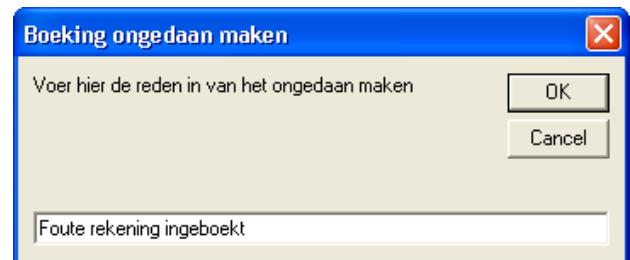 Boeking ongedaan maken
Voer hier de reden in van het ongedaan maken
OK
Cancel
Foute rekening ingeboekt